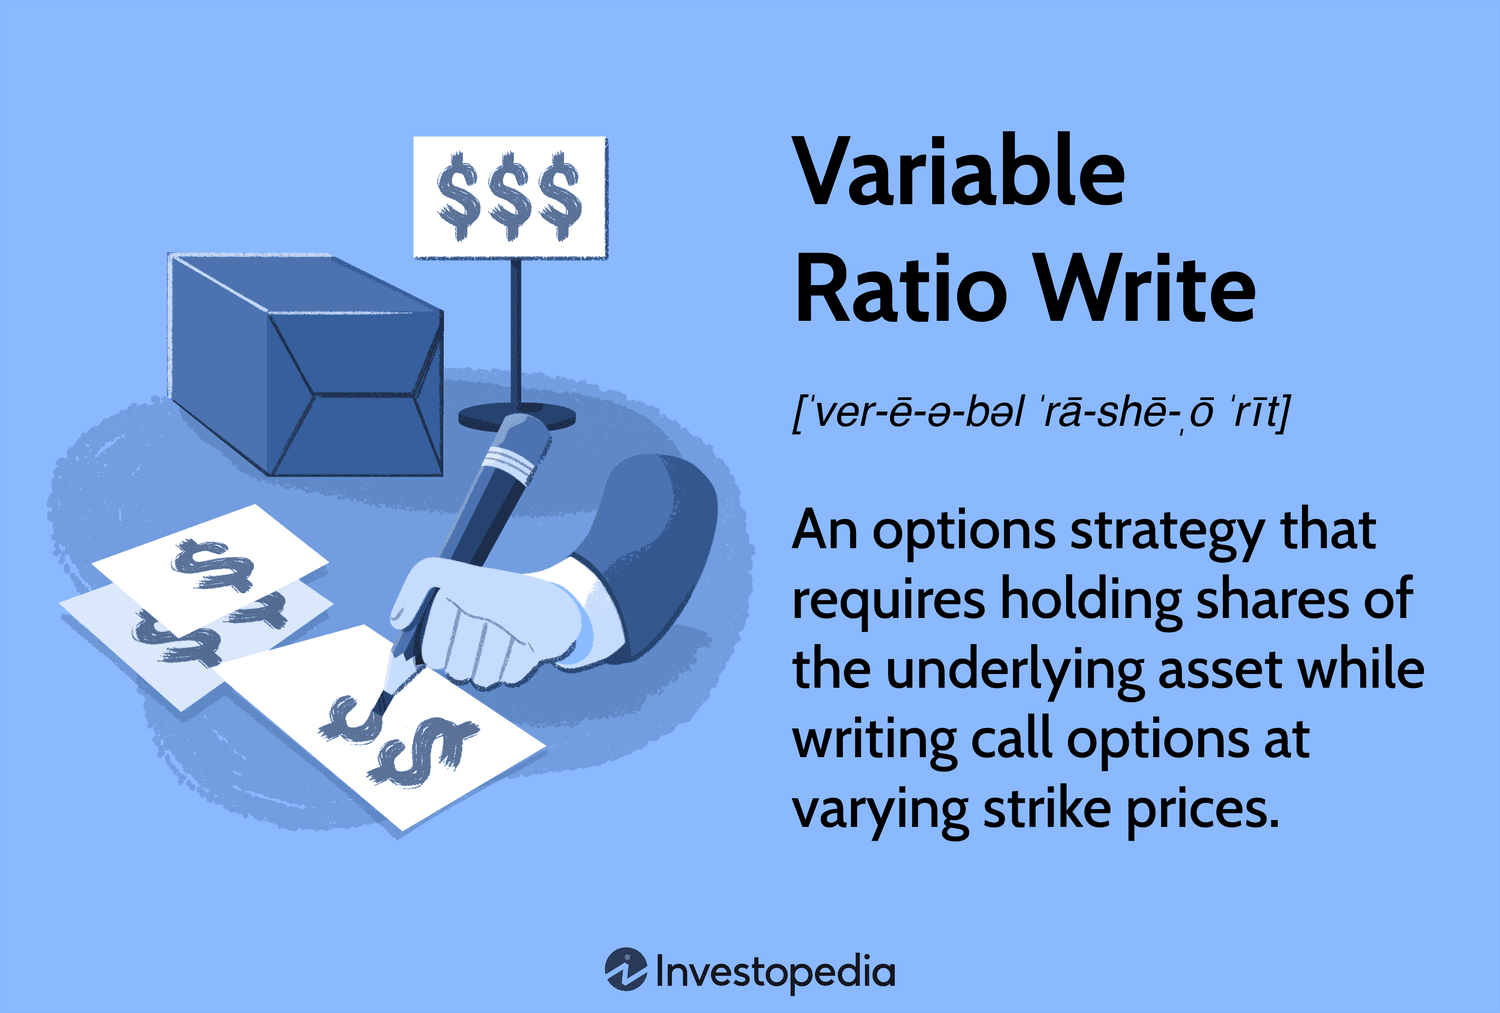 $$$
Variable
Ratio Write
[ˈver-ē-ə-bəl ˈrā-shē-ˌō ˈrīt]
An options strategy that
requires holding shares of
the underlying asset while
writing call options at
varying strike prices.
$
$
$
$
$
Investopedia